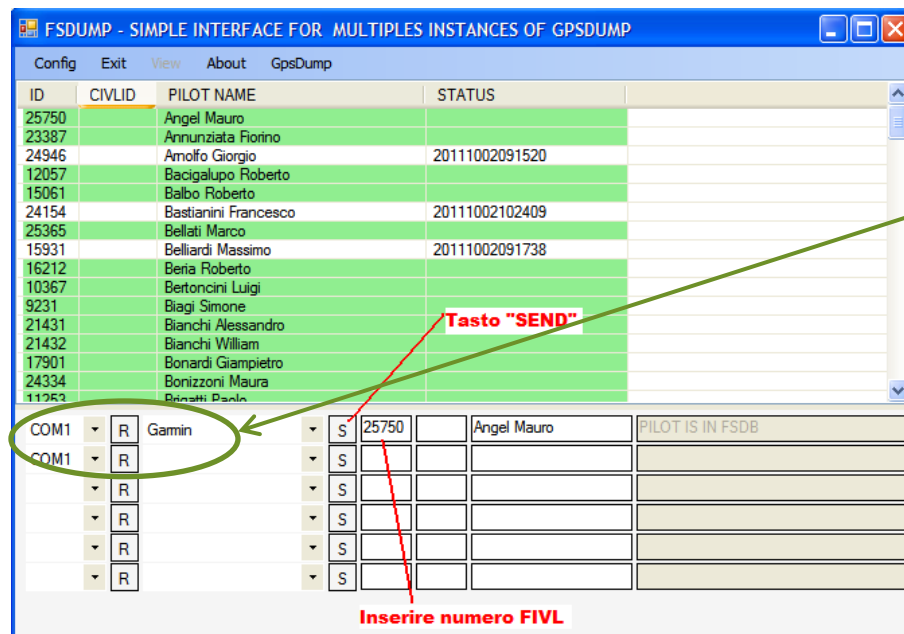 FSDUMP - SIMPLE INTERFACE FOR MULTIPLES INSTANCES OF GPSDUMP
Config Exit View About GpsDump
ID CIVLID PILOT NAME STATUS
25750 Angel Mauro
23387 Annunziata Fiorino
24946 Arnolfo Giorgio 20111002091520
12057 Bacigalupo Roberto
15061 Balbo Roberto
24154 Bastianini Francesco 20111002102409
25365 Bellati Marco
15931 Belliardi Massimo 20111002091738
16212 Beria Roberto
10367 Bertoncini Luigi
9231 Biagi Simone
21431 Bianchi Alessandro
21432 Bianchi William
17901 Bonardi Giampietro
24334 Bonizzoni Maura
11253 Brigatti Paolo
Tasto "SEND"
COM1 R Garmin S 25750 Angel Mauro PILOT IS IN FSDB
COM1 R S
R S
R S
R S
R S
Inserire numero FIVL